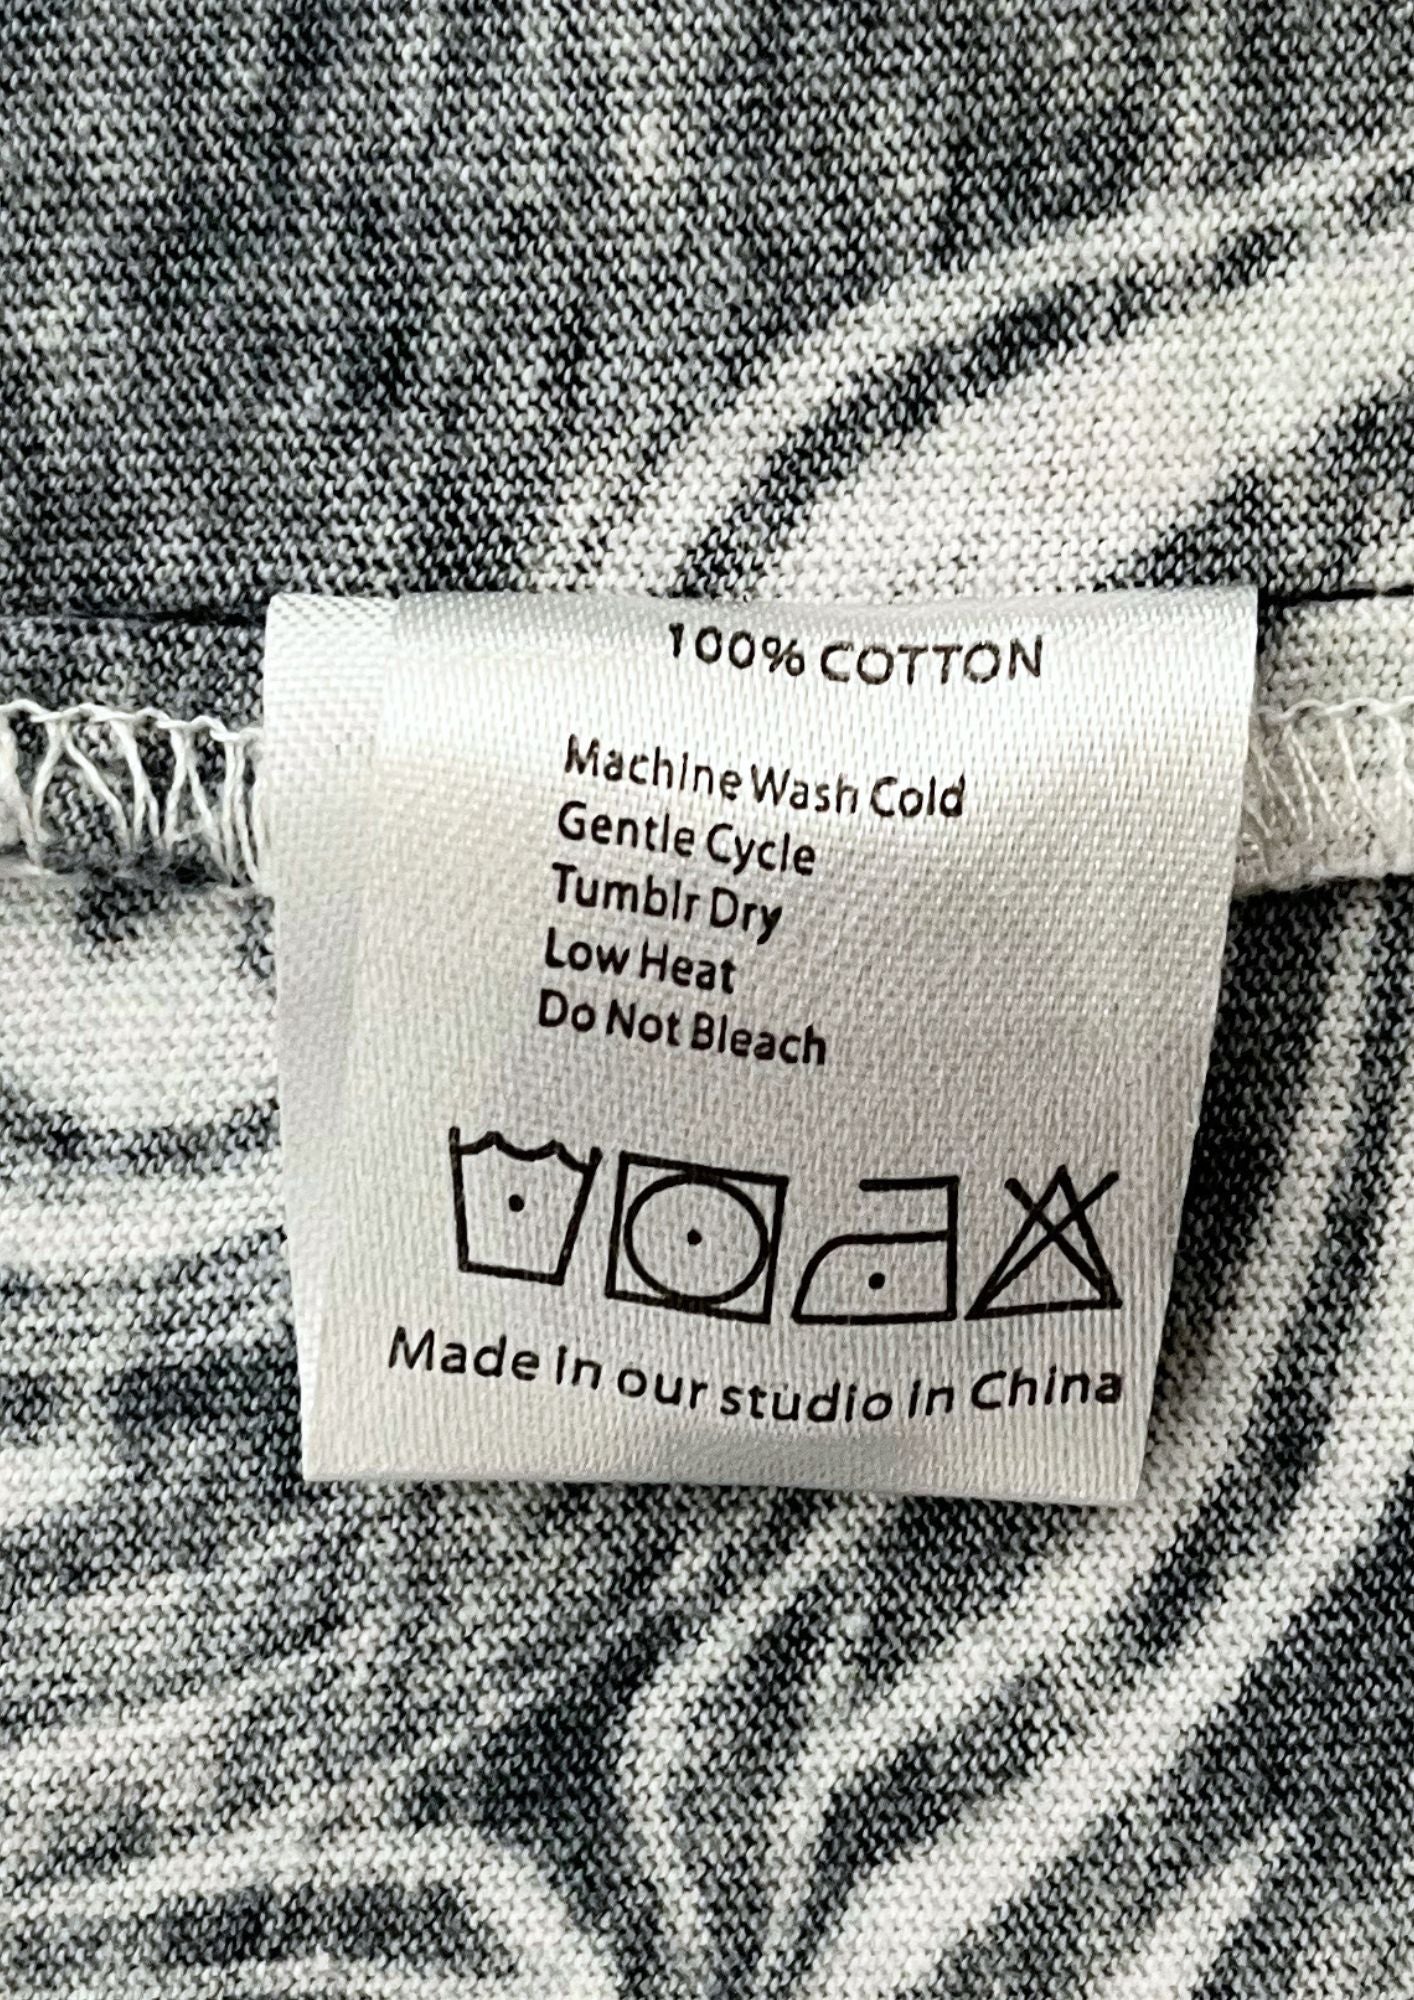 100% COTTON
Machine Wash Cold
Gentle Cycle
Tumblr Dry
Low Heat
Do Not Bleach
Made in our studio in China